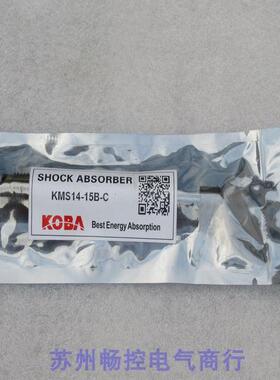 SHOCK ABSORBER
KMS14-15B-C
KOBA Best Energy Absorption
苏州畅控电气商行